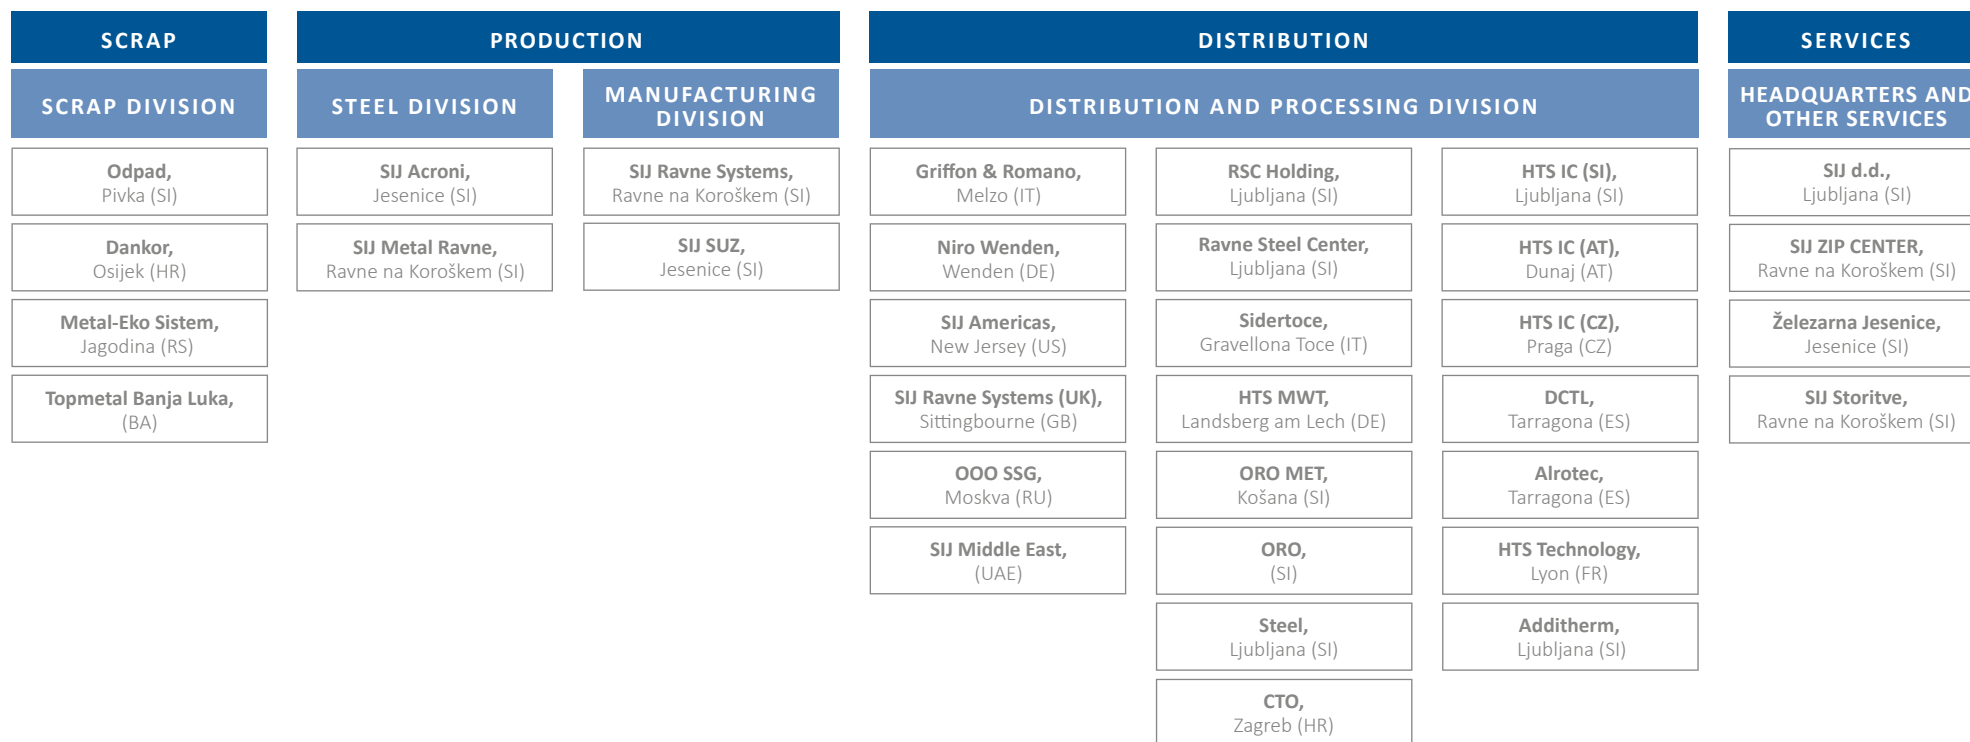 SCRAP
SCRAP DIVISION
Odpad,
Pivka (SI)
Dankor,
Osijek (HR)
Metal-Eko Sistem,
Jagodina (RS)
Topmetal Banja Luka,
(BA)
PRODUCTION
STEEL DIVISION
SIJ Acroni,
Jesenice (SI)
SIJ Metal Ravne,
Ravne na Koroškem (SI)
MANUFACTURING
DIVISION
SIJ Ravne Systems,
Ravne na Koroškem (SI)
SIJ SUZ,
Jesenice (SI)
DISTRIBUTION
DISTRIBUTION AND PROCESSING DIVISION
Griffon & Romano,
Melzo (IT)
Niro Wenden,
Wenden (DE)
SIJ Americas,
New Jersey (US)
SIJ Ravne Systems (UK),
Sittingbourne (GB)
OOO SSG,
Moskva (RU)
SIJ Middle East,
(UAE)
RSC Holding,
Ljubljana (SI)
Ravne Steel Center,
Ljubljana (SI)
Sidertoce,
Gravellona Toce (IT)
HTS MWT,
Landsberg am Lech (DE)
ORO MET,
Košana (SI)
ORO,
(SI)
Steel,
Ljubljana (SI)
CTO,
Zagreb (HR)
HTS IC (SI),
Ljubljana (SI)
HTS IC (AT),
Dunaj (AT)
HTS IC (CZ),
Praga (CZ)
DCTL,
Tarragona (ES)
Alrotec,
Tarragona (ES)
HTS Technology,
Lyon (FR)
Additherm,
Ljubljana (SI)
SERVICES
HEADQUARTERS AND
OTHER SERVICES
SIJ d.d.,
Ljubljana (SI)
SIJ ZIP CENTER,
Ravne na Koroškem (SI)
Železarna Jesenice,
Jesenice (SI)
SIJ Storitve,
Ravne na Koroškem (SI)